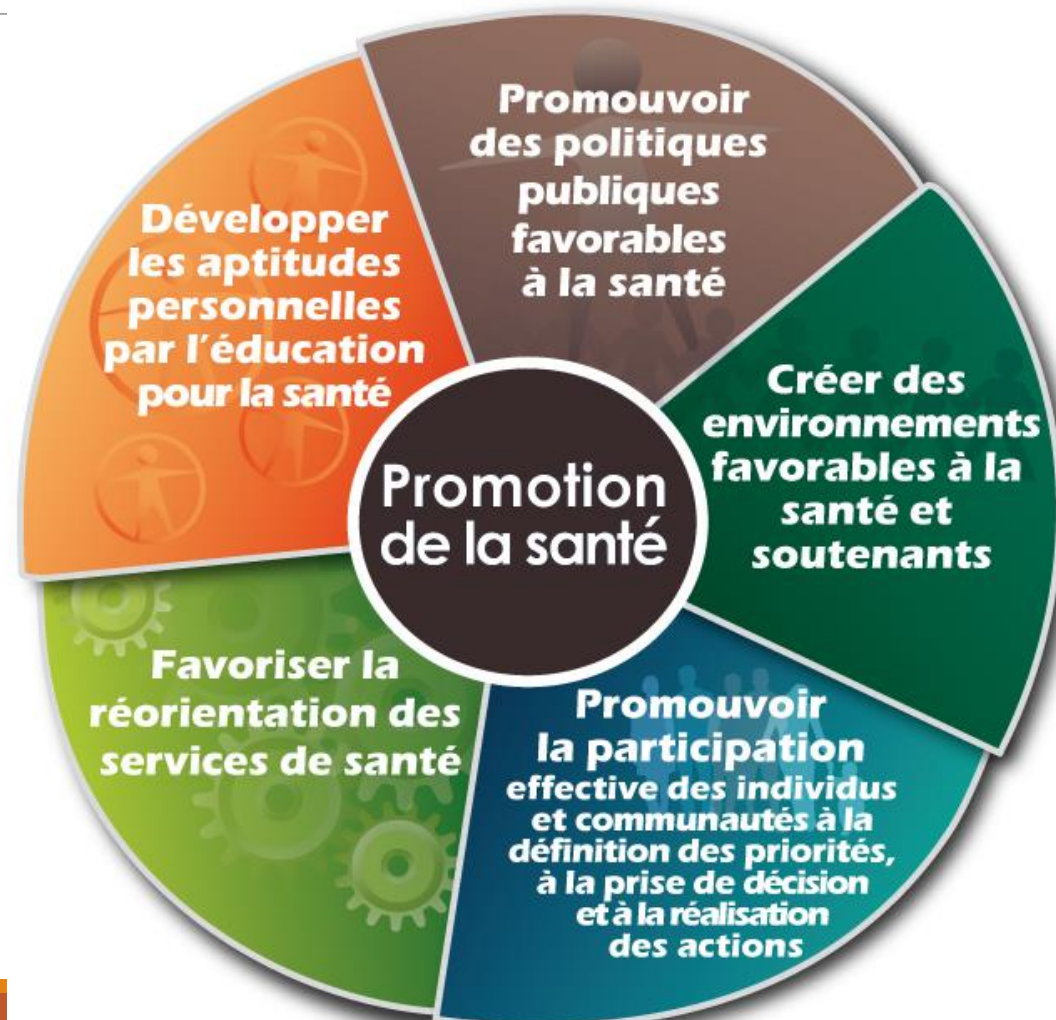 Promouvoir
des politiques
publiques
favorables
à la santé
Créer des
environnements
favorables à la
santé et
soutenants
Promouvoir
la participation
effective des individus
et communautés à la
définition des priorités,
à la prise de décision
et à la réalisation
des actions
Favoriser la
réorientation des
services de santé
Développer
les aptitudes
personnelles
par l'éducation
pour la santé
Promotion
de la santé